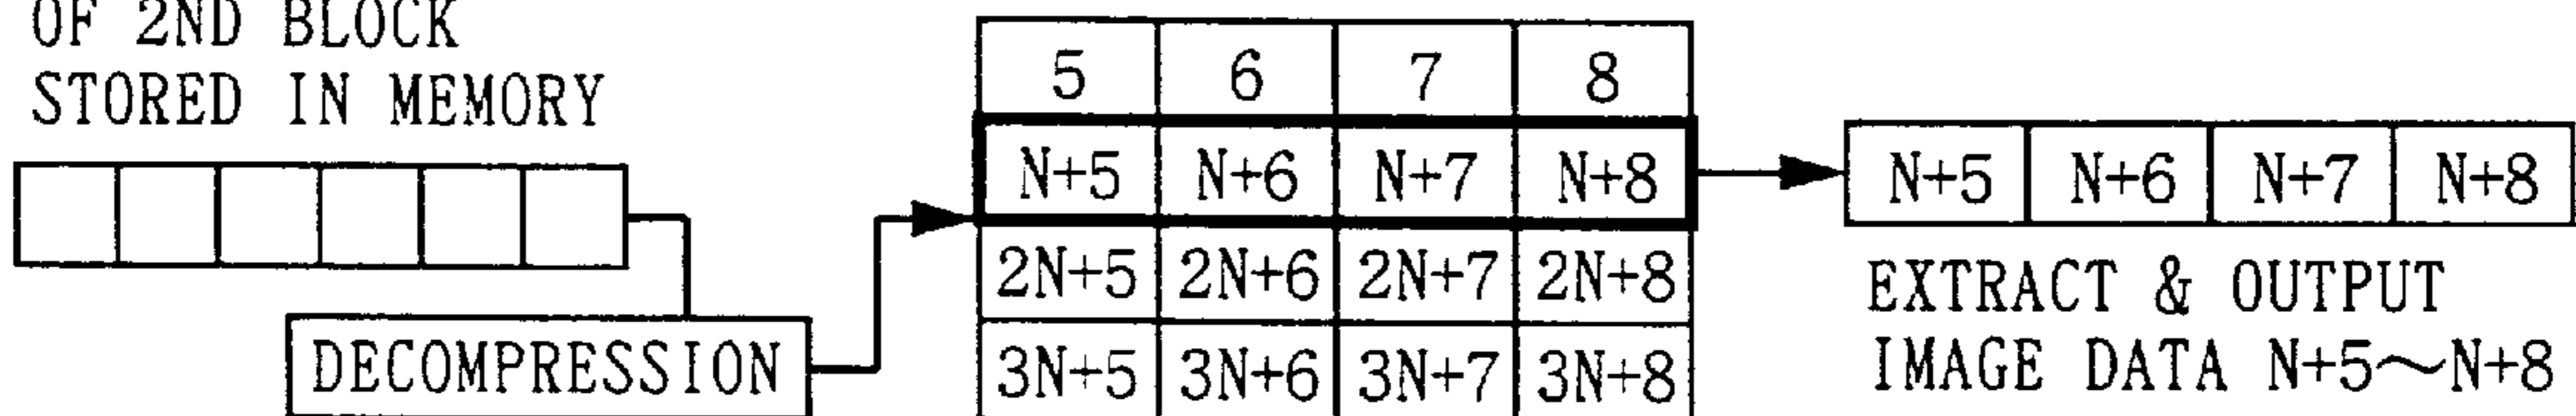 OF 2ND BLOCK
STORED IN MEMORY
DECOMPRESSION
5 6 7 8
N+5 N+6 N+7 N+8
2N+5 2N+6 2N+7 2N+8
3N+5 3N+6 3N+7 3N+8
N+5 N+6 N+7 N+8
EXTRACT & OUTPUT
IMAGE DATA N+5～N+8